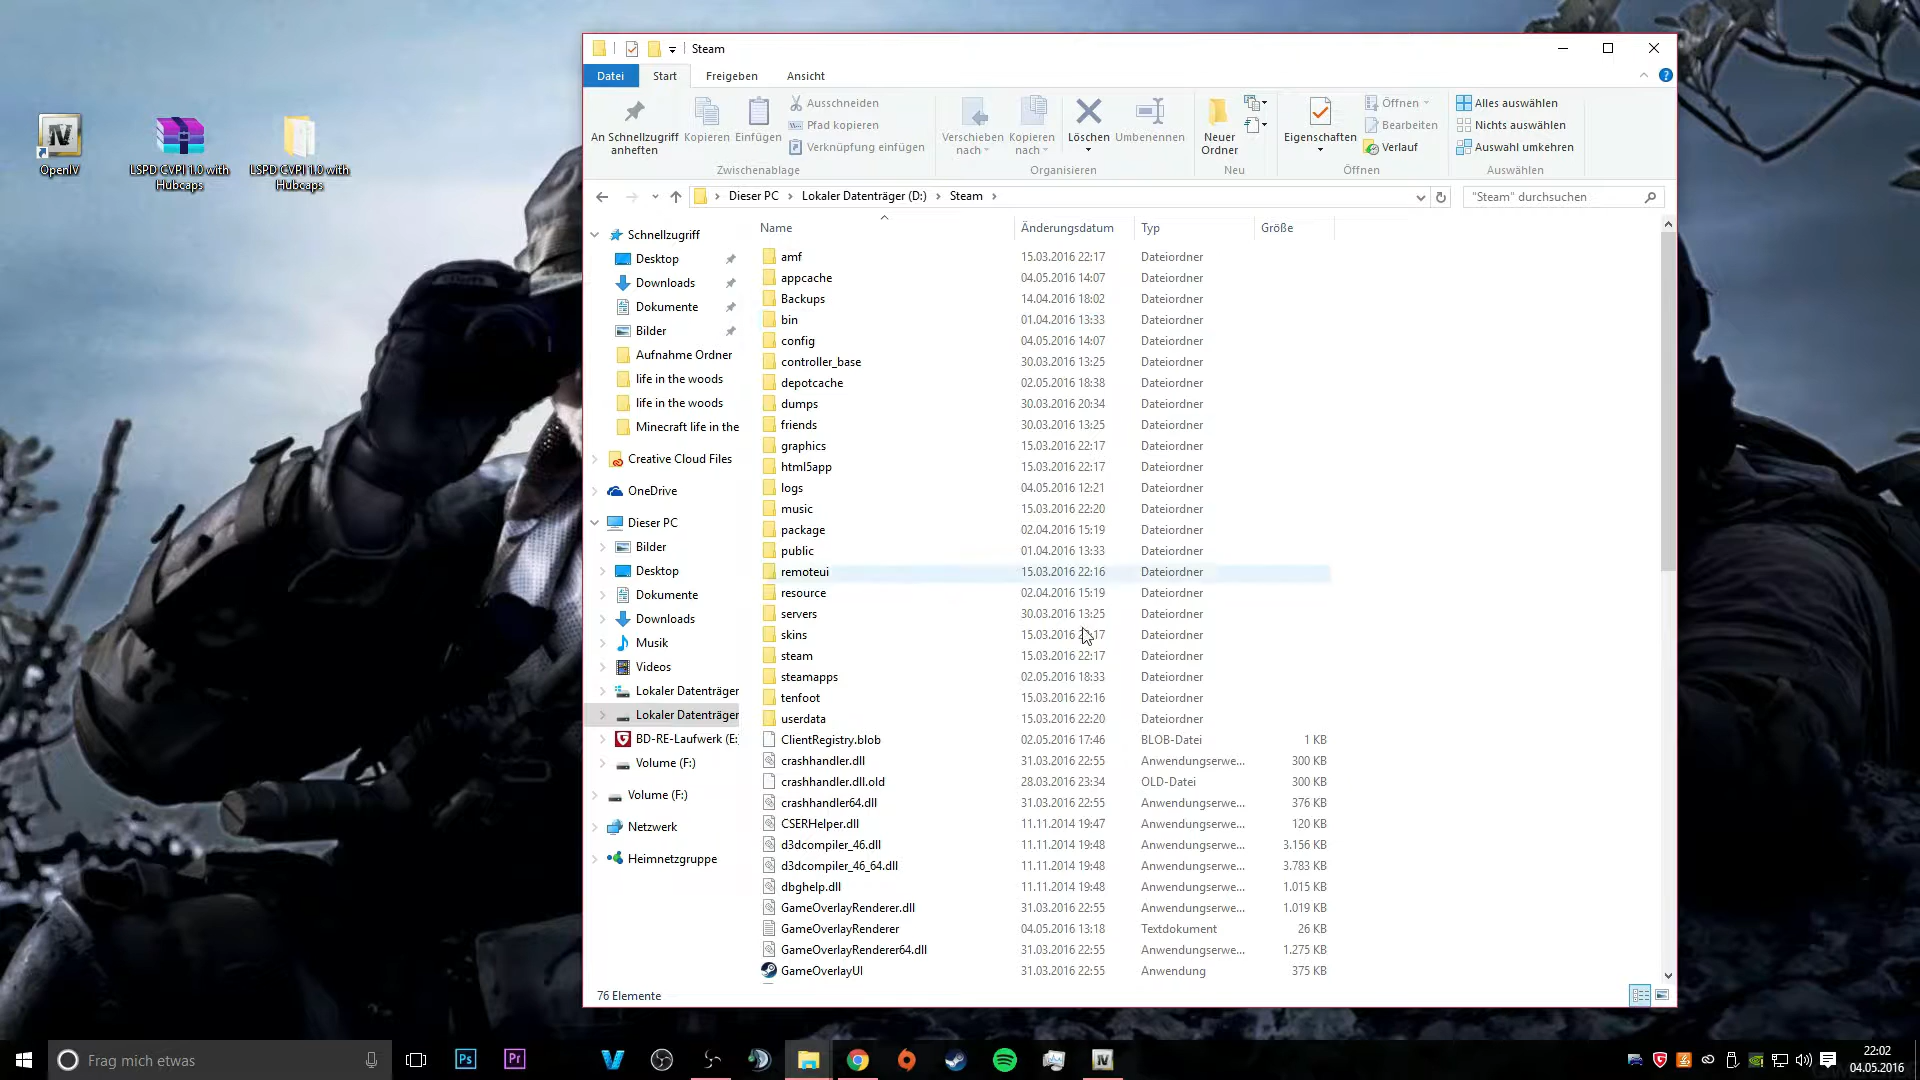 OpenIV
LSPD CVPI 1.0 with
Hubcaps
LSPD CVPI 1.0 with
Hubcaps
Steam
Datei
Start
Freigeben
Ansicht
An Schnellzugriff
anheften
Kopieren
Einfügen
Ausschneiden
Pfad kopieren
Verknüpfung einfügen
Zwischenablage
Verschieben
nach
Kopieren
nach
Löschen
Umbenennen
Organisieren
Neuer
Ordner
Neu
Eigenschaften
Öffnen
Bearbeiten
Verlauf
Öffnen
Alles auswählen
Nichts auswählen
Auswahl umkehren
Auswählen
Dieser PC
Lokaler Datenträger (D:)
Steam
"Steam" durchsuchen
Schnellzugriff
Desktop
Downloads
Dokumente
Bilder
Aufnahme Ordner
life in the woods
life in the woods
Minecraft life in the
Creative Cloud Files
OneDrive
Dieser PC
Bilder
Desktop
Dokumente
Downloads
Musik
Videos
Lokaler Datenträger
Lokaler Datenträger
BD-RE-Laufwerk (E:
Volume (F:)
Volume (F:)
Netzwerk
Heimnetzgruppe
Name Änderungsdatum Typ Größe
amf 15.03.2016 22:17 Dateiordner
appcache 04.05.2016 14:07 Dateiordner
Backups 14.04.2016 18:02 Dateiordner
bin 01.04.2016 13:33 Dateiordner
config 04.05.2016 14:07 Dateiordner
controller_base 30.03.2016 13:25 Dateiordner
depotcache 02.05.2016 18:38 Dateiordner
dumps 30.03.2016 20:34 Dateiordner
friends 30.03.2016 13:25 Dateiordner
graphics 15.03.2016 22:17 Dateiordner
html5app 15.03.2016 22:17 Dateiordner
logs 04.05.2016 12:21 Dateiordner
music 15.03.2016 22:20 Dateiordner
package 02.04.2016 15:19 Dateiordner
public 01.04.2016 13:33 Dateiordner
remoteui 15.03.2016 22:16 Dateiordner
resource 02.04.2016 15:19 Dateiordner
servers 30.03.2016 13:25 Dateiordner
skins 15.03.2016 Dateiordner
steam 15.03.2016 22:17 Dateiordner
steamapps 02.05.2016 18:33 Dateiordner
tenfoot 15.03.2016 22:16 Dateiordner
userdata 15.03.2016 22:20 Dateiordner
ClientRegistry.blob 02.05.2016 17:46 BLOB-Datei 1 KB
crashhandler.dll 31.03.2016 22:55 Anwendungserwe... 300 KB
crashhandler.dll.old 28.03.2016 23:34 OLD-Datei 300 KB
crashhandler64.dll 31.03.2016 22:55 Anwendungserwe... 376 KB
CSERHelper.dll 11.11.2014 19:47 Anwendungserwe... 120 KB
d3dcompiler_46.dll 11.11.2014 19:48 Anwendungserwe... 3.156 KB
d3dcompiler_46_64.dll 11.11.2014 19:48 Anwendungserwe... 3.783 KB
dbghelp.dll 11.11.2014 19:48 Anwendungserwe... 1.015 KB
GameOverlayRenderer.dll 31.03.2016 22:55 Anwendungserwe... 1.019 KB
GameOverlayRenderer 04.05.2016 13:18 Textdokument 26 KB
GameOverlayRenderer64.dll 31.03.2016 22:55 Anwendungserwe... 1.275 KB
GameOverlayUI 31.03.2016 22:55 Anwendung 375 KB
76 Elemente
Frag mich etwas
Ps
Pr
22:02
04.05.2016